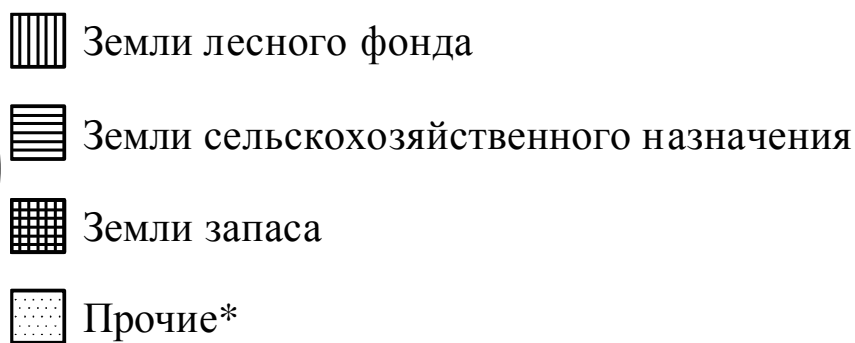 Земли лесного фонда
Земли сельскохозяйственного назначения
Земли запаса
Прочие*